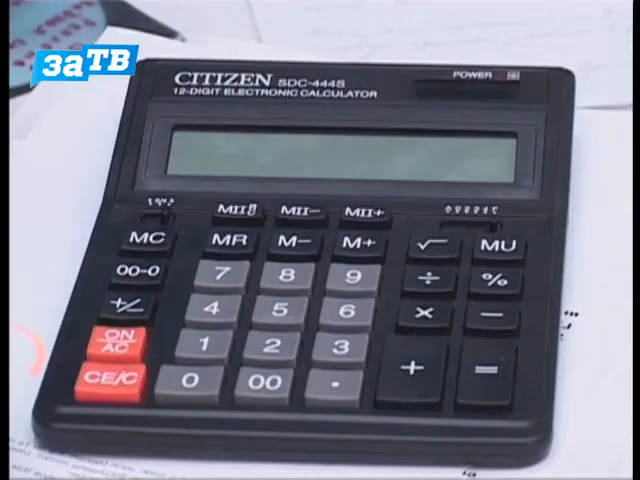 заТВ
CITIZEN SDC-444S
12-DIGIT ELECTRONIC CALCULATOR
POWER
MII− MII+
MC MR M− M+ √ MU
00→0 7 8 9 ÷ %
+/− 4 5 6 × −
ON/AC 1 2 3 + =
CE/C 0 00 ·